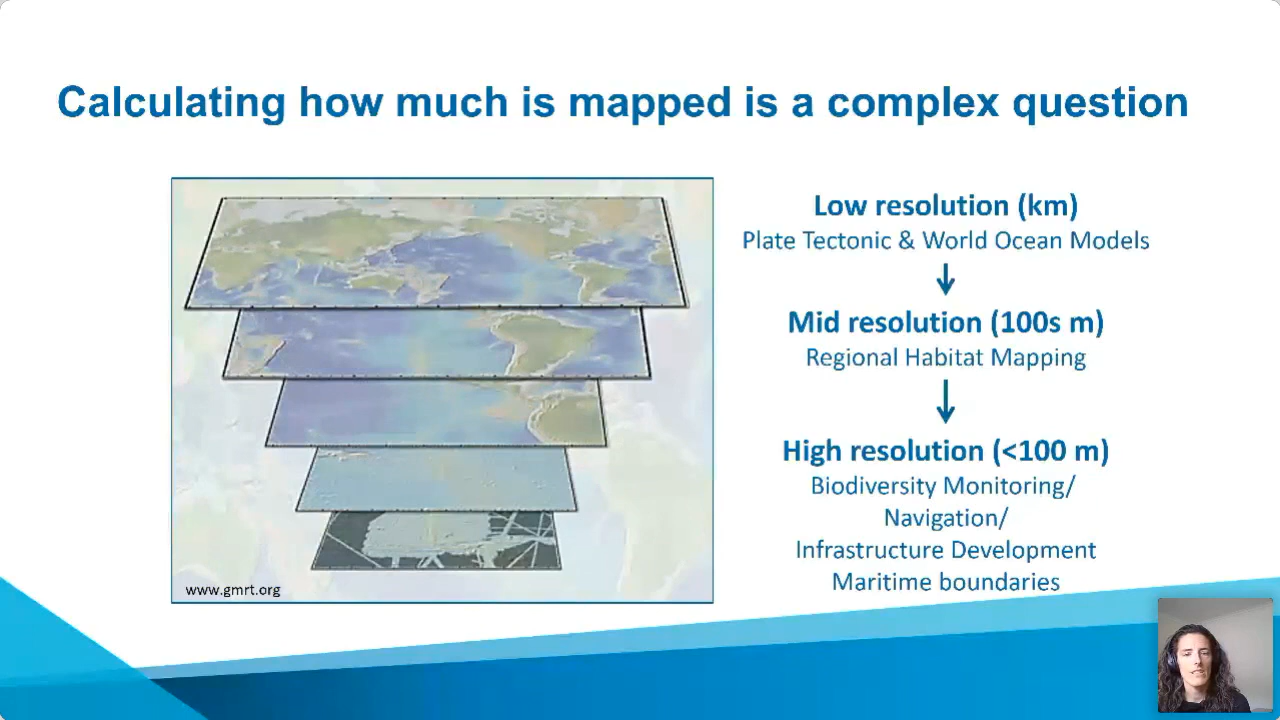 Calculating how much is mapped is a complex question
Low resolution (km)
Plate Tectonic & World Ocean Models
Mid resolution (100s m)
Regional Habitat Mapping
High resolution (<100 m)
Biodiversity Monitoring/
Navigation/
Infrastructure Development
Maritime boundaries
www.gmrt.org